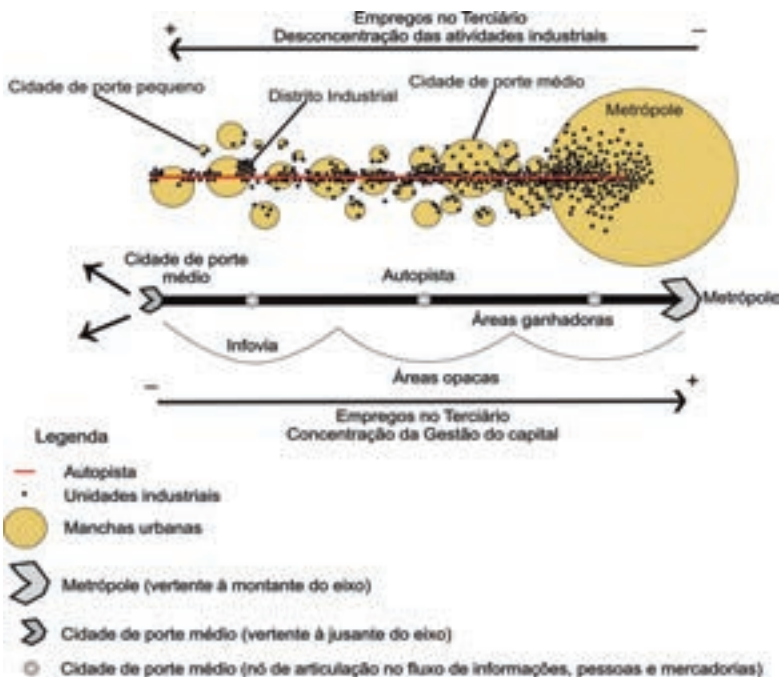 Empregos no Terciário
+
Desconcentração das atividades industriais
–
Cidade de porte pequeno
Distrito Industrial
Cidade de porte médio
Metrópole
Cidade de porte
médio
Autopista
Metrópole
Áreas ganhadoras
Infovia
Áreas opacas
–
+
Empregos no Terciário
Concentração da Gestão do capital
Legenda
Autopista
Unidades industriais
Manchas urbanas
Metrópole (vertente à montante do eixo)
Cidade de porte médio (vertente à jusante do eixo)
Cidade de porte médio (nó de articulação no fluxo de informações, pessoas e mercadorias)